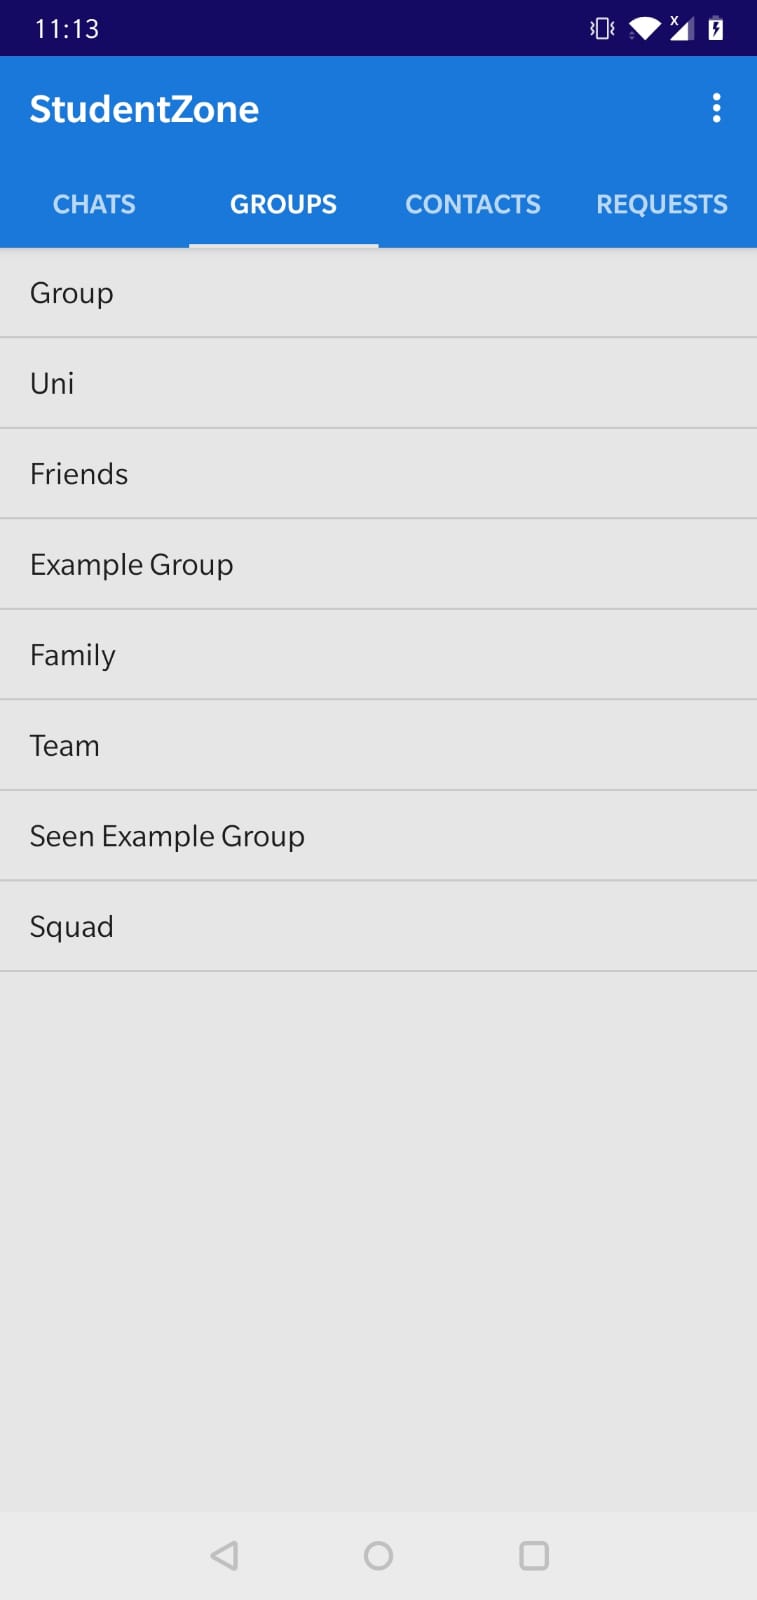 11:13
StudentZone
CHATS GROUPS CONTACTS REQUESTS
Group
Uni
Friends
Example Group
Family
Team
Seen Example Group
Squad